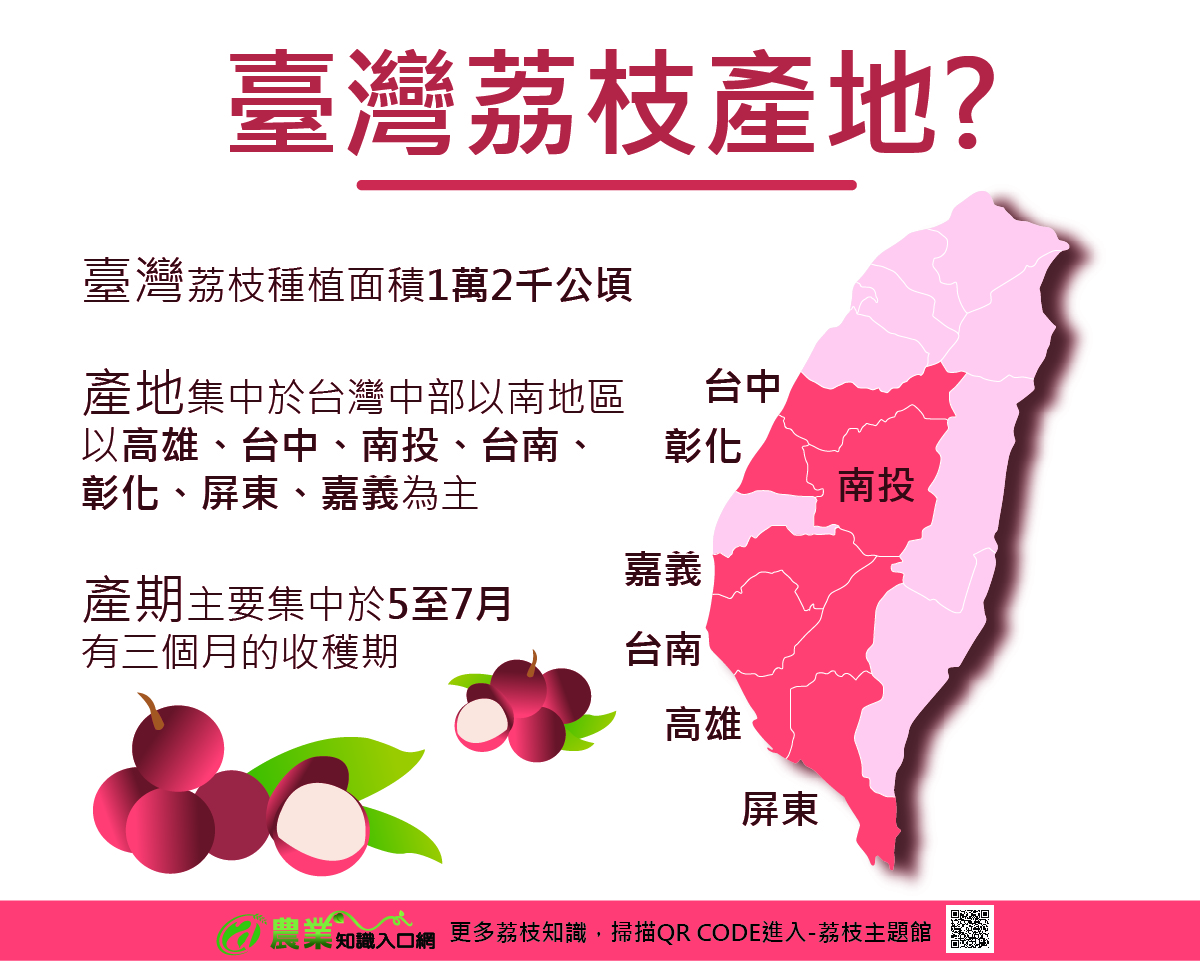 臺灣荔枝產地?
臺灣荔枝種植面積1萬2千公頃
產地集中於台灣中部以南地區
以高雄、台中、南投、台南、
彰化、屏東、嘉義為主
產期主要集中於5至7月
有三個月的收穫期
台中
彰化
南投
嘉義
台南
高雄
屏東
農業知識入口網 更多荔枝知識，掃描QR CODE進入-荔枝主題館